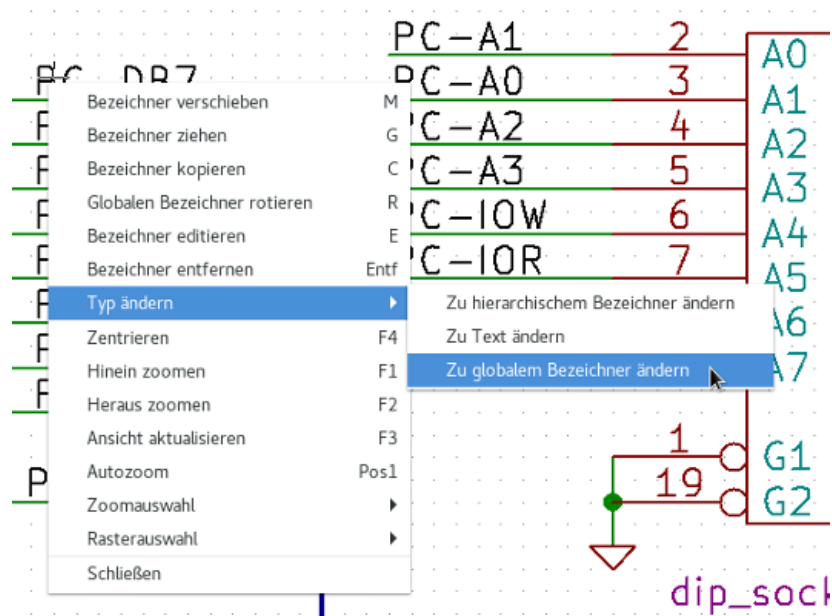 PC-A1 2 A0
PC-DB7 PC-A0 3 A1
PC-A2 4 A2
PC-A3 5 A3
PC-IOW 6 A4
PC-IOR 7 A5
A6
A7
Bezeichner verschieben M
Bezeichner ziehen G
Bezeichner kopieren C
Globalen Bezeichner rotieren R
Bezeichner editieren E
Bezeichner entfernen Entf
Typ ändern
Zentrieren F4
Hinein zoomen F1
Heraus zoomen F2
Ansicht aktualisieren F3
Autozoom Pos1
Zoomauswahl
Rasterauswahl
Schließen
Zu hierarchischem Bezeichner ändern
Zu Text ändern
Zu globalem Bezeichner ändern
1 G1
19 G2
dip_sock